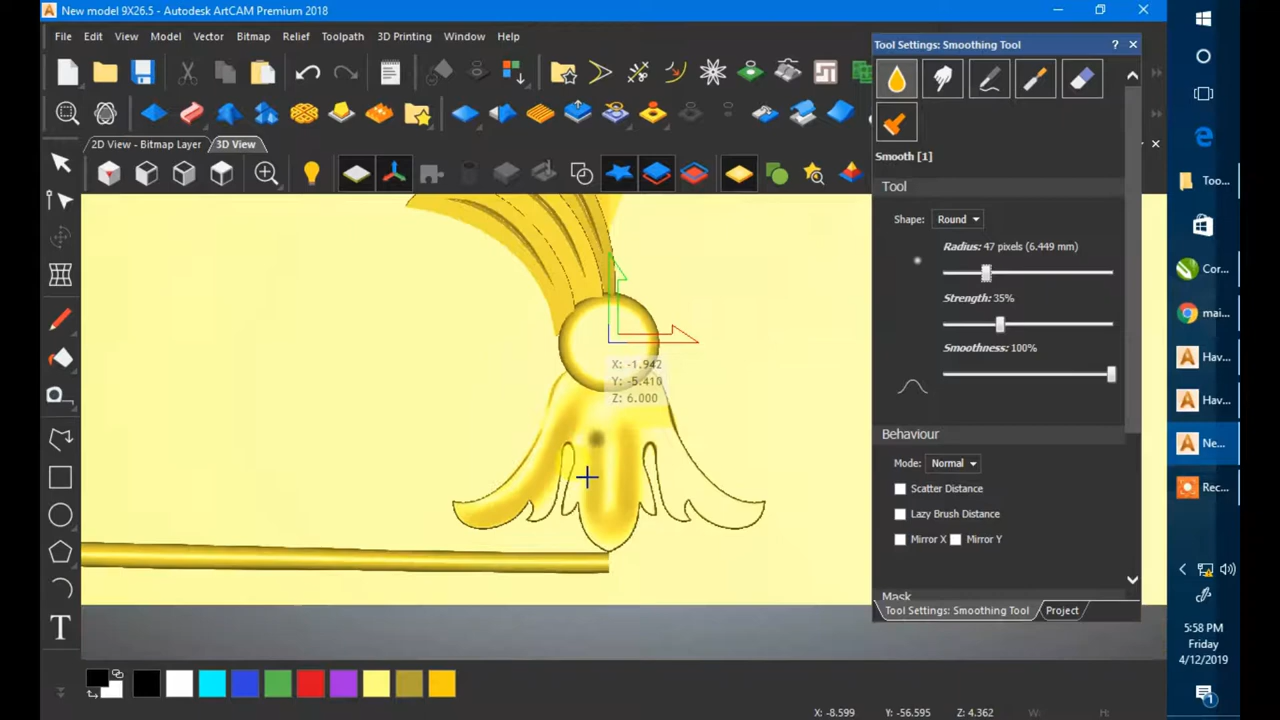 New model 9X26.5 - Autodesk ArtCAM Premium 2018
File Edit View Model Vector Bitmap Relief Toolpath 3D Printing Window Help
2D View - Bitmap Layer 3D View
X: -1.942
Y: -5.410
Z: 6.000
Tool Settings: Smoothing Tool
Smooth [1]
Tool
Shape: Round
Radius: 47 pixels (6.449 mm)
Strength: 35%
Smoothness: 100%
Behaviour
Mode: Normal
Scatter Distance
Lazy Brush Distance
Mirror X Mirror Y
Mask
Tool Settings: Smoothing Tool Project
X: -8.599 Y: -56.595 Z: 4.362 W: H:
Too...
Cor...
mai...
Hav...
Hav...
Ne...
Rec...
5:58 PM
Friday
4/12/2019
1